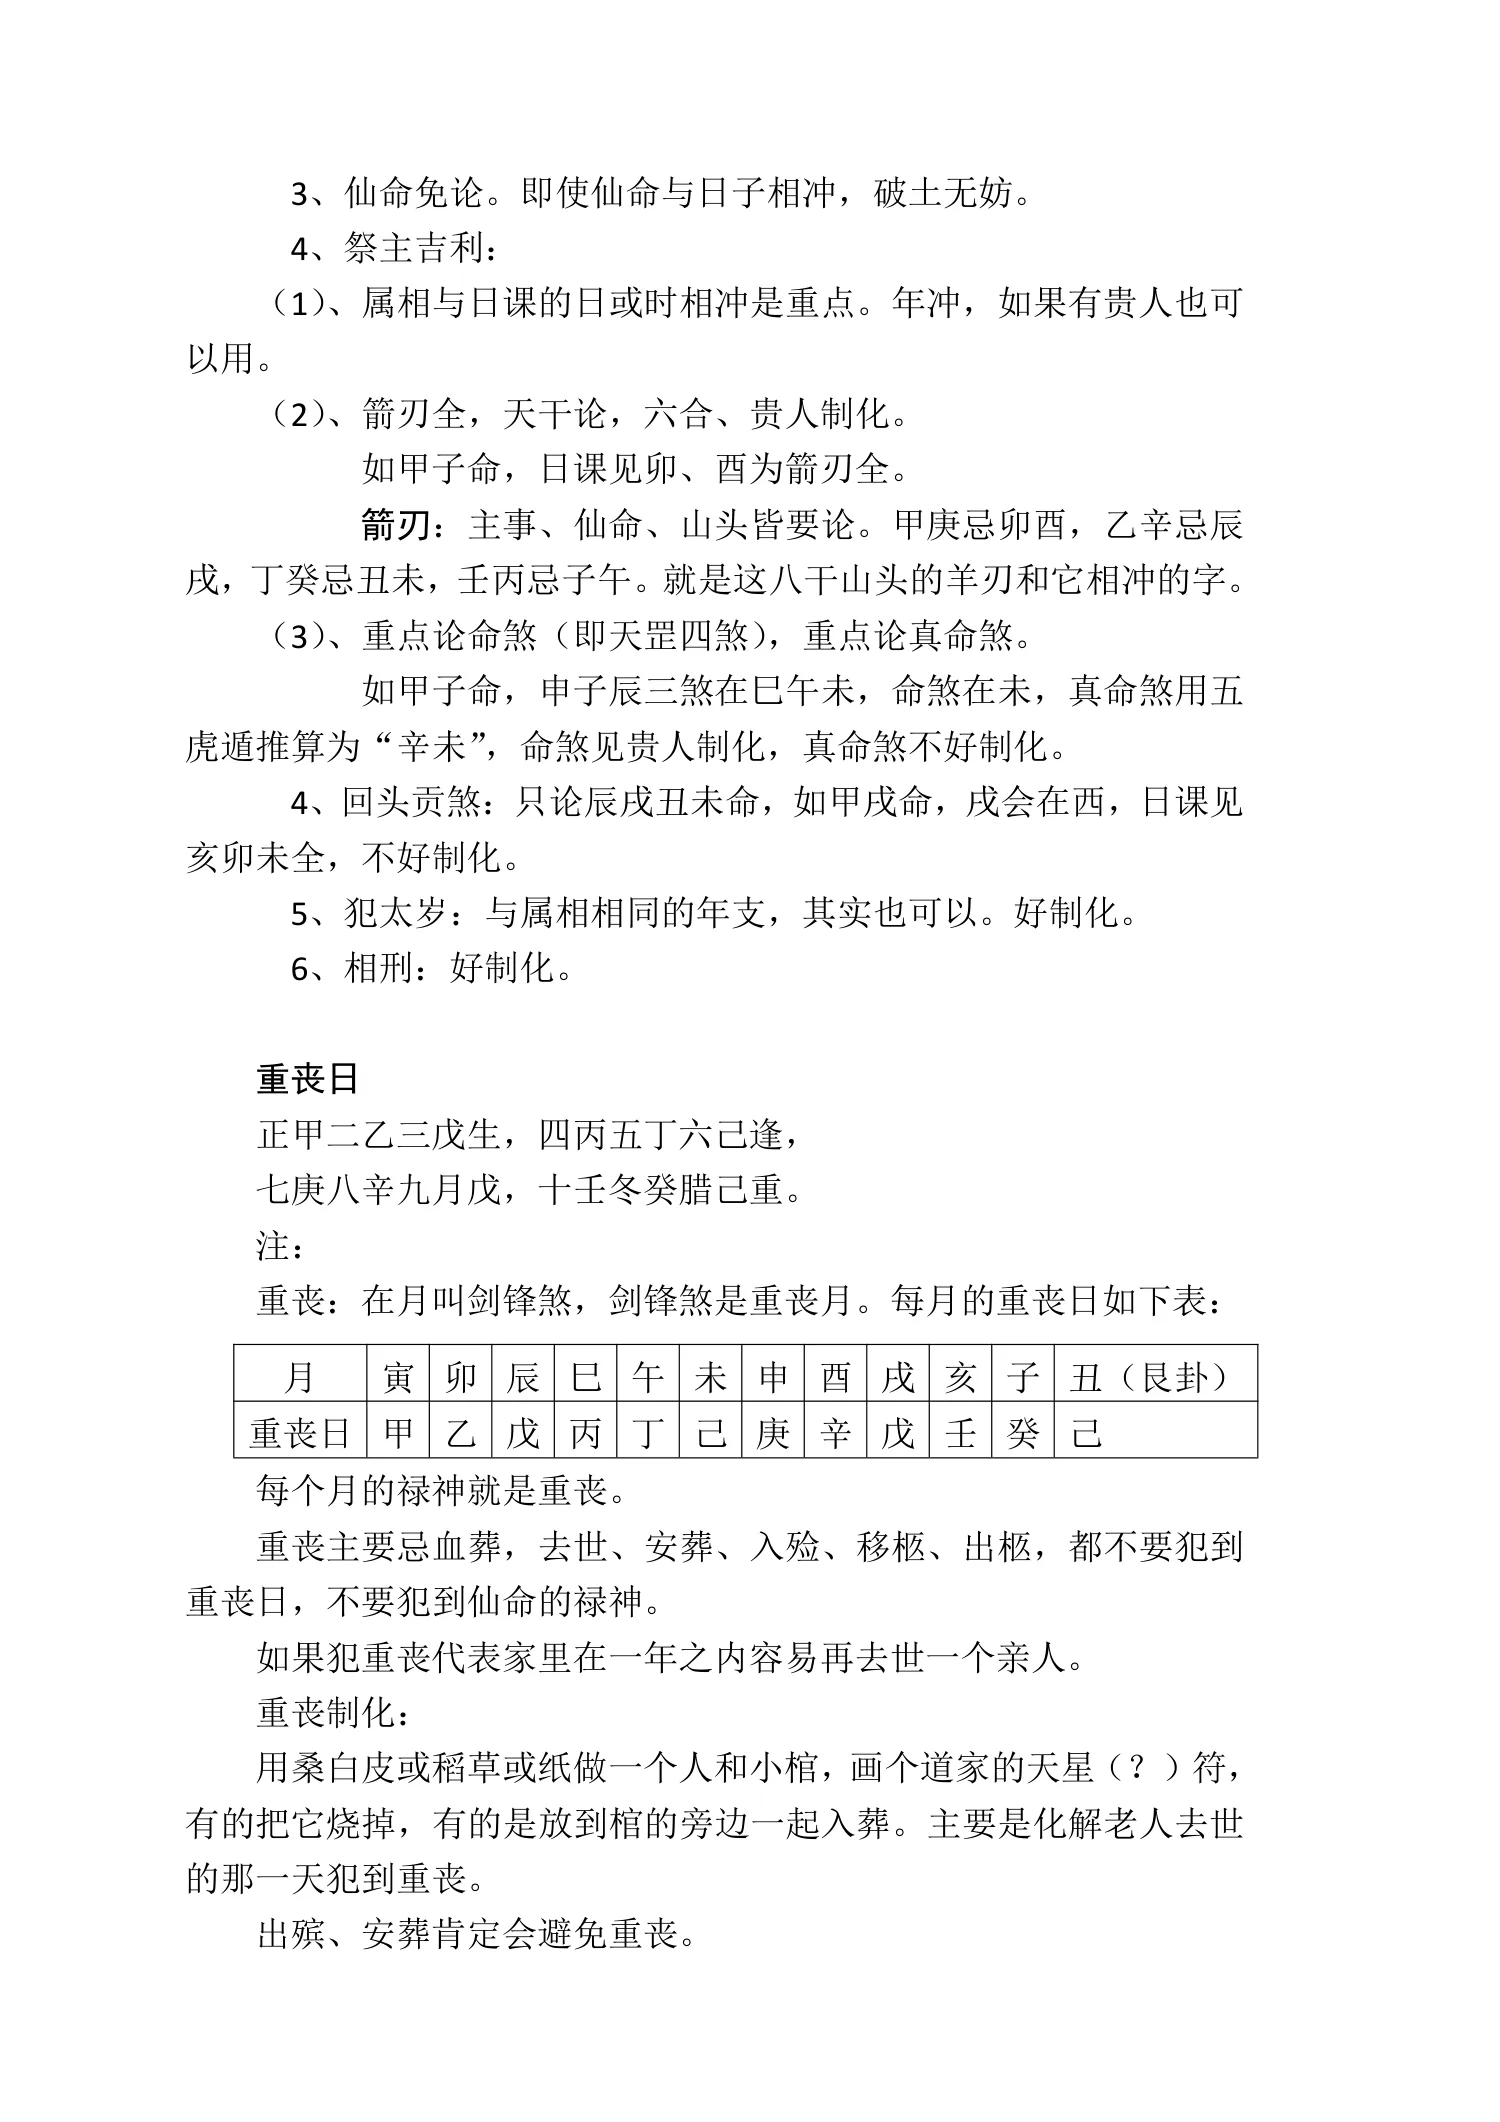 3、仙命免论。即使仙命与日子相冲，破土无妨。
4、祭主吉利：
（1）、属相与日课的日或时相冲是重点。年冲，如果有贵人也可
以用。
（2）、箭刃全，天干论，六合、贵人制化。
如甲子命，日课见卯、酉为箭刃全。
箭刃：主事、仙命、山头皆要论。甲庚忌卯酉，乙辛忌辰
戌，丁癸忌丑未，壬丙忌子午。就是这八干山头的羊刃和它相冲的字。
（3）、重点论命煞（即天罡四煞），重点论真命煞。
如甲子命，申子辰三煞在巳午未，命煞在未，真命煞用五
虎遁推算为“辛未”，命煞见贵人制化，真命煞不好制化。
4、回头贡煞：只论辰戌丑未命，如甲戌命，戌会在西，日课见
亥卯未全，不好制化。
5、犯太岁：与属相相同的年支，其实也可以。好制化。
6、相刑：好制化。
重丧日
正甲二乙三戊生，四丙五丁六己逢，
七庚八辛九月戊，十壬冬癸腊己重。
注：
重丧：在月叫剑锋煞，剑锋煞是重丧月。每月的重丧日如下表：
月 寅 卯 辰 巳 午 未 申 酉 戌 亥 子 丑（艮卦）
重丧日 甲 乙 戊 丙 丁 己 庚 辛 戊 壬 癸 己
每个月的禄神就是重丧。
重丧主要忌血葬，去世、安葬、入殓、移柩、出柩，都不要犯到
重丧日，不要犯到仙命的禄神。
如果犯重丧代表家里在一年之内容易再去世一个亲人。
重丧制化：
用桑白皮或稻草或纸做一个人和小棺，画个道家的天星（？）符，
有的把它烧掉，有的是放到棺的旁边一起入葬。主要是化解老人去世
的那一天犯到重丧。
出殡、安葬肯定会避免重丧。